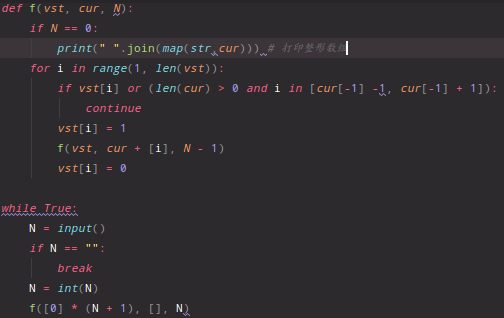 def f(vst, cur, N):
    if N == 0:
        print(" ".join(map(str,cur))) # 打印整形数组
    for i in range(1, len(vst)):
        if vst[i] or (len(cur) > 0 and i in [cur[-1] -1, cur[-1] + 1]):
            continue
        vst[i] = 1
        f(vst, cur + [i], N - 1)
        vst[i] = 0
while True:
    N = input()
    if N == "":
        break
    N = int(N)
    f([0] * (N + 1), [], N)